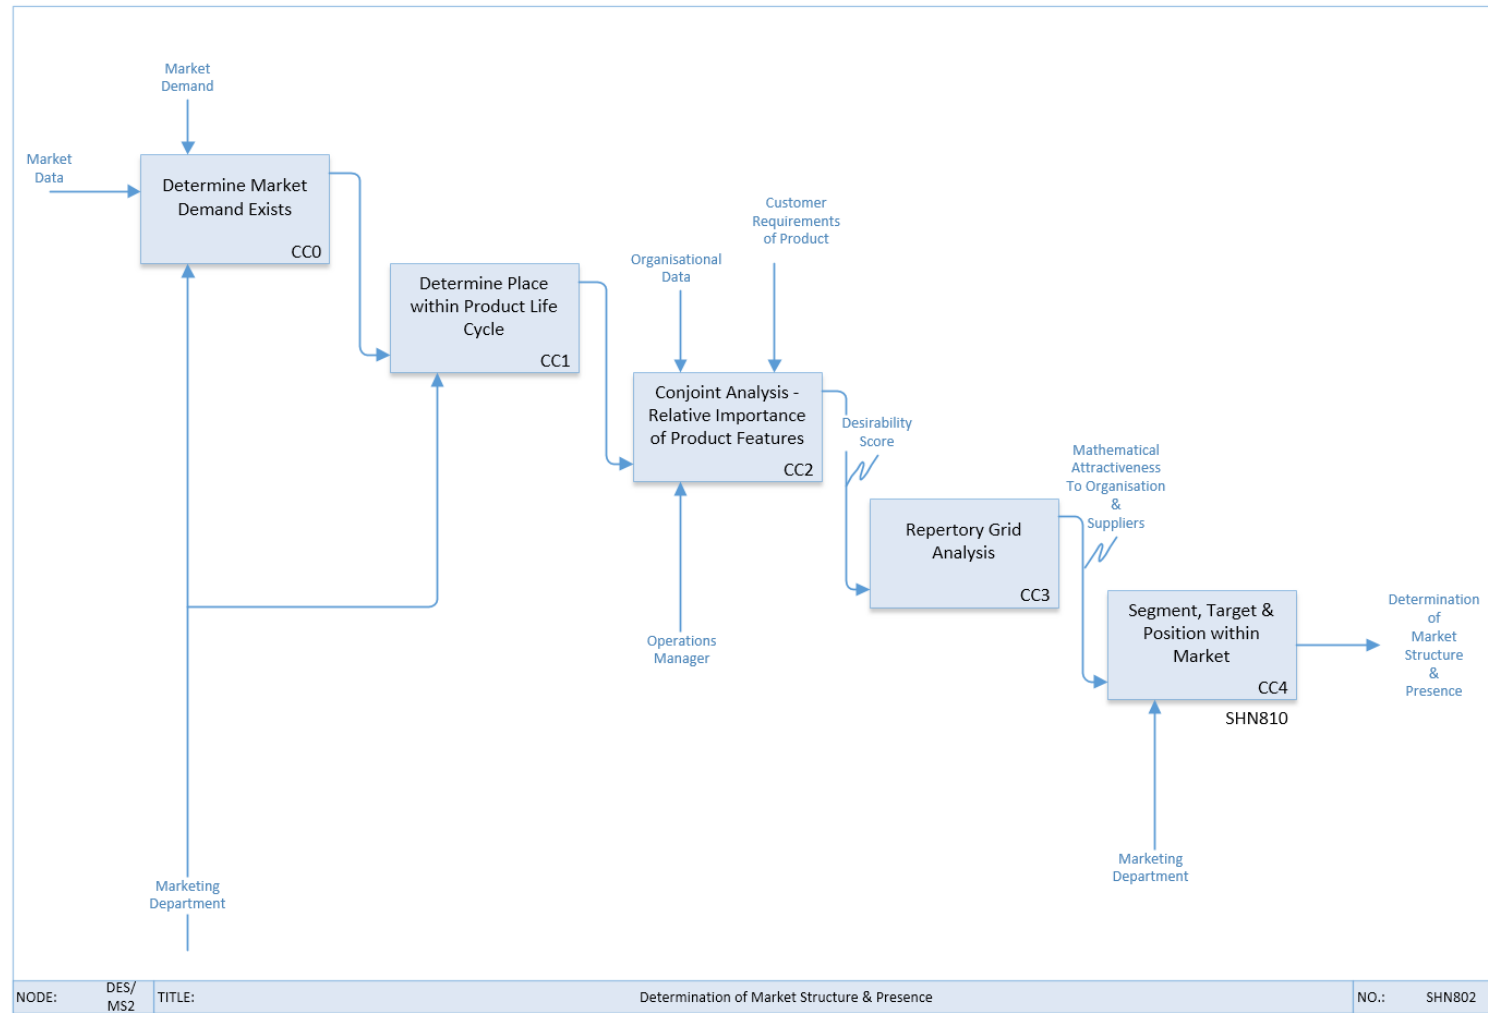 Market
Demand
Market
Data
Determine Market
Demand Exists
CC0
Customer
Requirements
of Product
Organisational
Data
Determine Place
within Product Life
Cycle
CC1
Conjoint Analysis -
Relative Importance
of Product Features
CC2
Desirability
Score
Mathematical
Attractiveness
To Organisation
&
Suppliers
Repertory Grid
Analysis
CC3
Segment, Target &
Position within
Market
CC4
SHN810
Determination
of
Market
Structure
&
Presence
Operations
Manager
Marketing
Department
Marketing
Department
NODE:
DES/
MS2
TITLE:
Determination of Market Structure & Presence
NO.:
SHN802